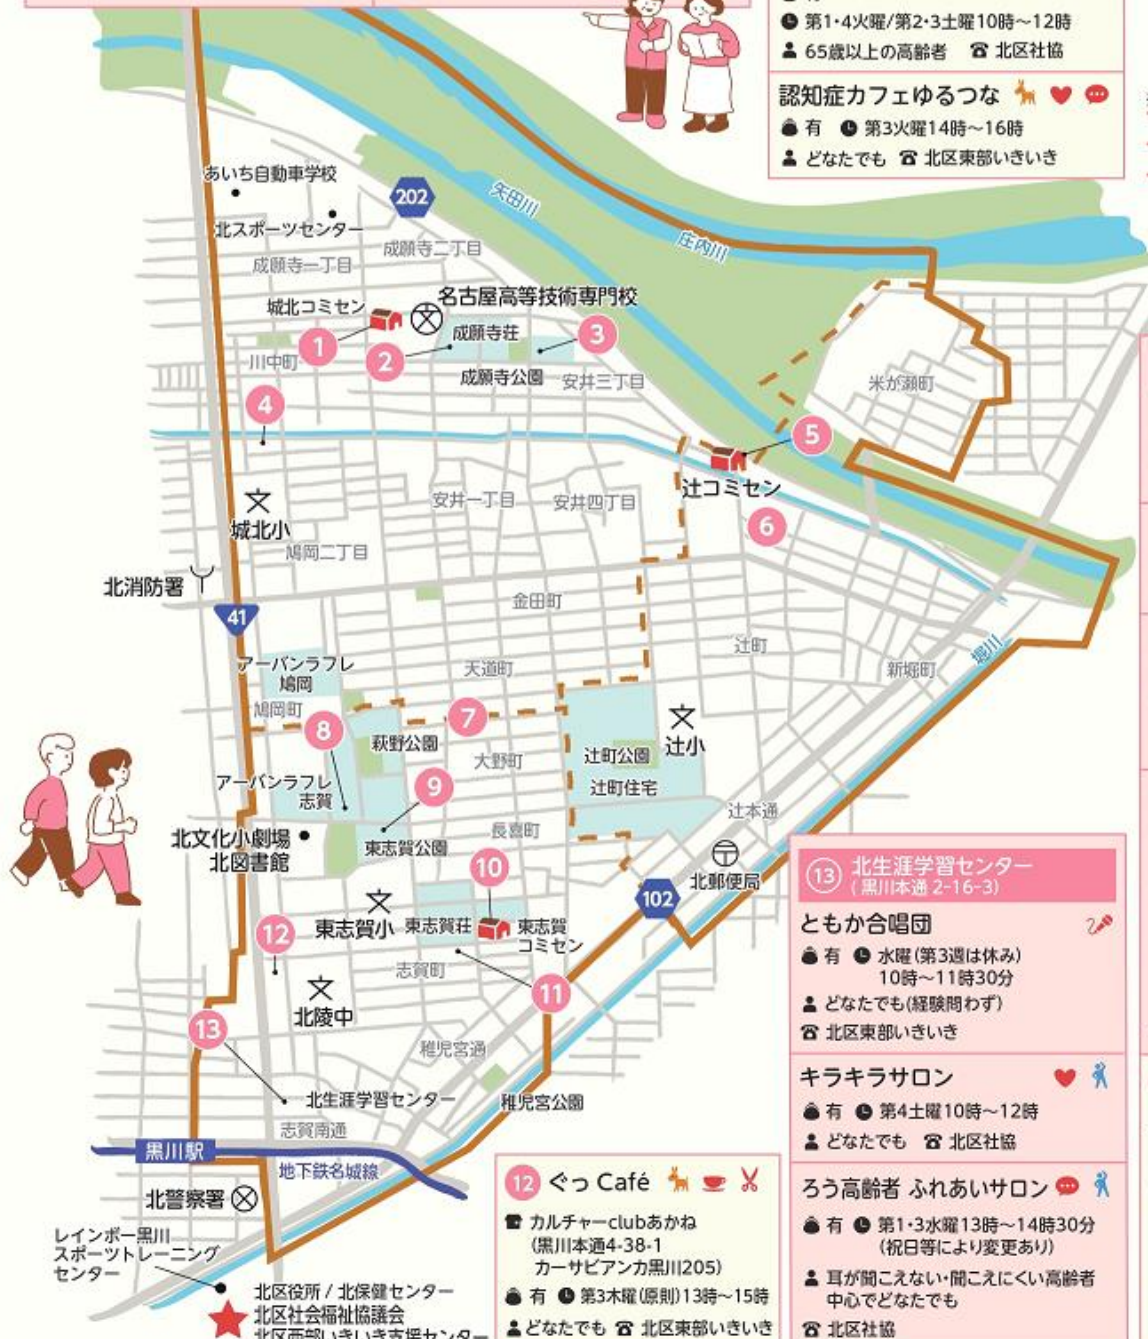 第1・4火曜/第2・3土曜10時～12時
65歳以上の高齢者 北区社協
認知症カフェゆるつな
有 第3火曜14時～16時
どなたでも 北区東部いきいき
あいち自動車学校
202
矢田川
北スポーツセンター
成願寺二丁目
庄内川
成願寺一丁目
城北コミセン
名古屋高等技術専門校
1
2
成願寺荘
3
川中町
成願寺公園
安井三丁目
米が瀬町
4
5
辻コミセン
安井一丁目
安井四丁目
6
城北小
鳩岡二丁目
北消防署
41
金田町
辻町
堀川
アーバンラフレ
鳩岡
天道町
新堀町
鳩岡町
8
7
萩野公園
辻小
大野町
辻町公園
アーバンラフレ
志賀
9
辻町住宅
辻本通
長喜町
北文化小劇場
北図書館
東志賀公園
10
北郵便局
102
12
東志賀小
東志賀荘
東志賀
コミセン
志賀町
11
北陵中
13
稚児宮通
北生涯学習センター
稚児宮公園
志賀南通
黒川駅
地下鉄名城線
北警察署
レインボー黒川
スポーツトレーニング
センター
北区役所 / 北保健センター
北区社会福祉協議会
北区西部いきいき支援センター
12 ぐっ Café
カルチャーclubあかね
(黒川本通4-38-1
カーサビアンカ黒川205)
有 第3木曜(原則)13時～15時
どなたでも 北区東部いきいき
13 北生涯学習センター
(黒川本通 2-16-3)
ともか合唱団
有 水曜(第3週は休み)
10時～11時30分
どなたでも(経験問わず)
北区東部いきいき
キラキラサロン
有 第4土曜10時～12時
どなたでも 北区社協
ろう高齢者 ふれあいサロン
有 第1・3水曜13時～14時30分
(祝日等により変更あり)
耳が聞こえない・聞こえにくい高齢者
中心でどなたでも
北区社協